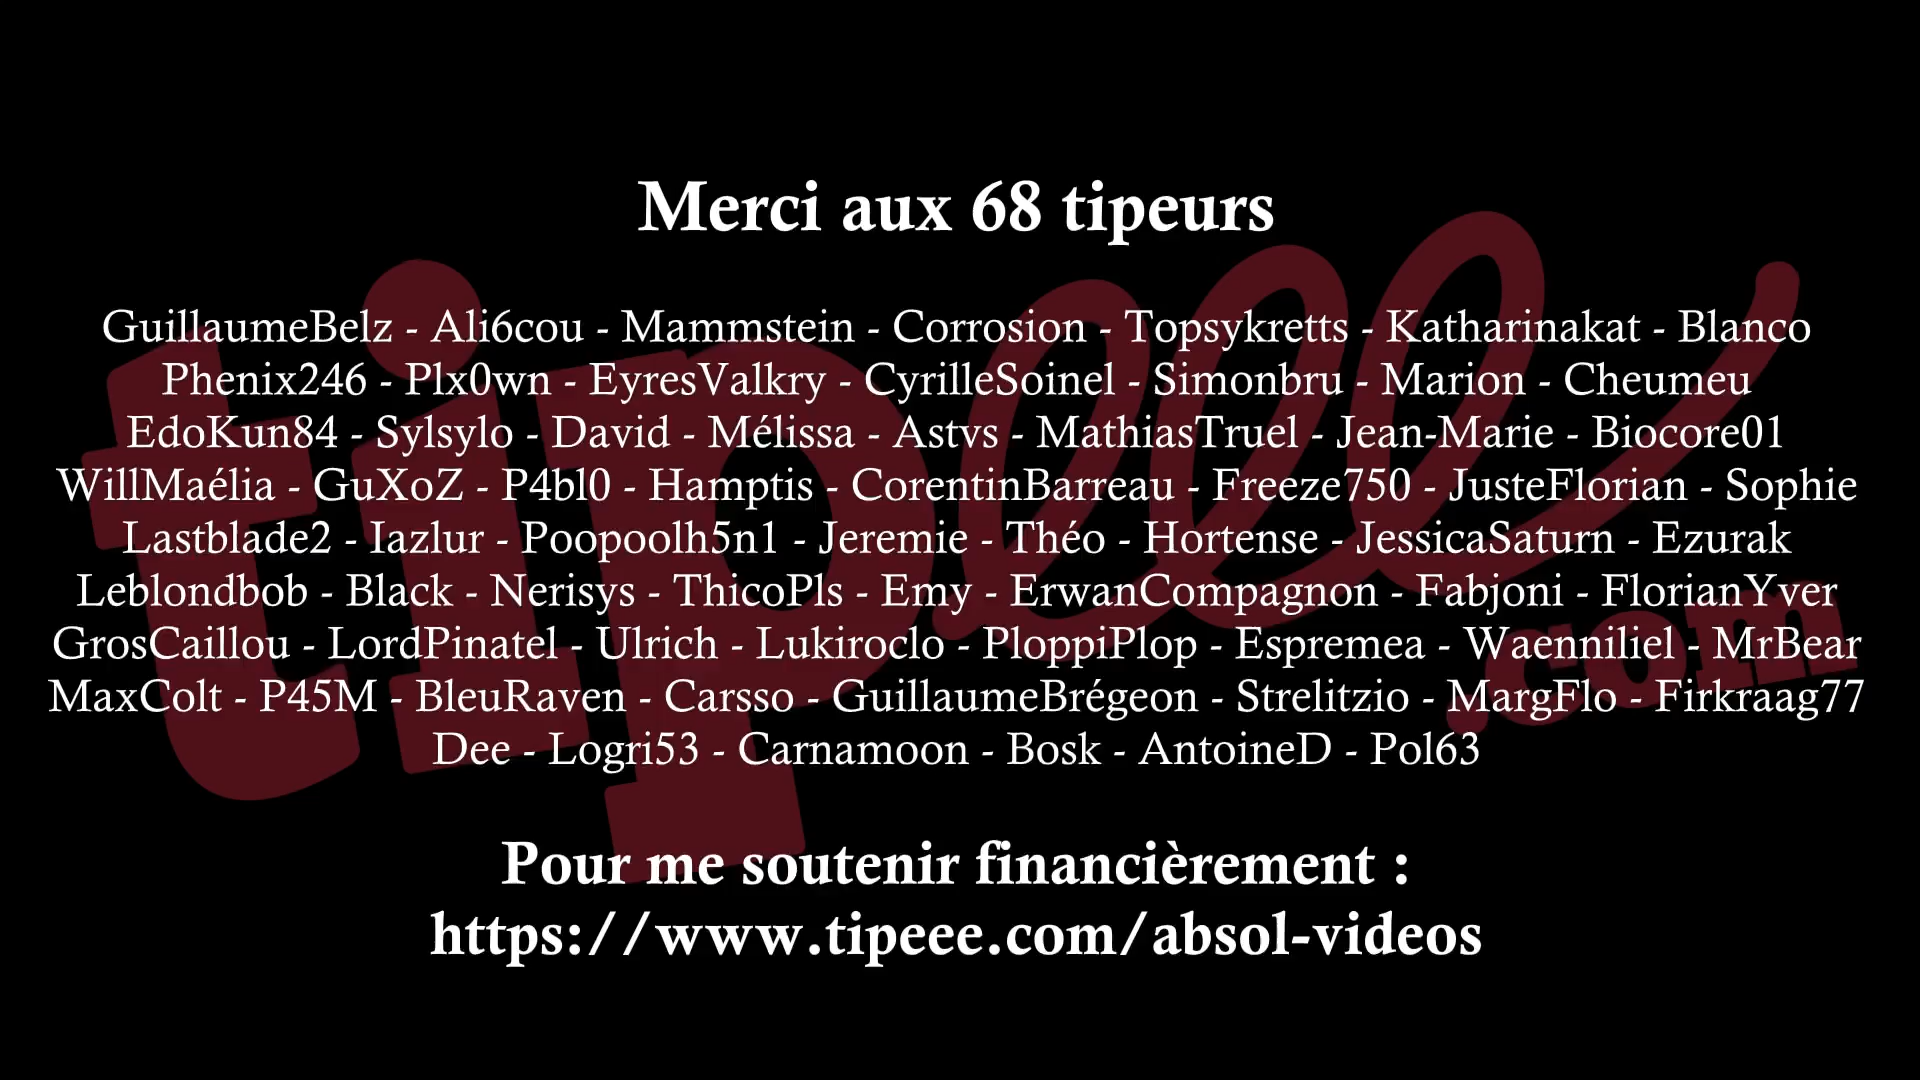 Merci aux 68 tipeurs
GuillaumeBelz - Ali6cou - Mammstein - Corrosion - Topsykretts - Katharinakat - Blanco
Phenix246 - Plx0wn - EyresValkry - CyrilleSoinel - Simonbru - Marion - Cheumeu
EdoKun84 - Sylsylo - David - Mélissa - Astvs - MathiasTruel - Jean-Marie - Biocore01
WillMaélia - GuXoZ - P4bl0 - Hamptis - CorentinBarreau - Freeze750 - JusteFlorian - Sophie
Lastblade2 - Iazlur - Poopoolh5n1 - Jeremie - Théo - Hortense - JessicaSaturn - Ezurak
Leblondbob - Black - Nerisys - ThicoPls - Emy - ErwanCompagnon - Fabjoni - FlorianYver
GrosCaillou - LordPinatel - Ulrich - Lukiroclo - PloppiPlop - Espremea - Waenniliel - MrBear
MaxColt - P45M - BleuRaven - Carsso - GuillaumeBrégeon - Strelitzio - MargFlo - Firkraag77
Dee - Logri53 - Carnamoon - Bosk - AntoineD - Pol63
Pour me soutenir financièrement :
https://www.tipeee.com/absol-videos
tipeee.com